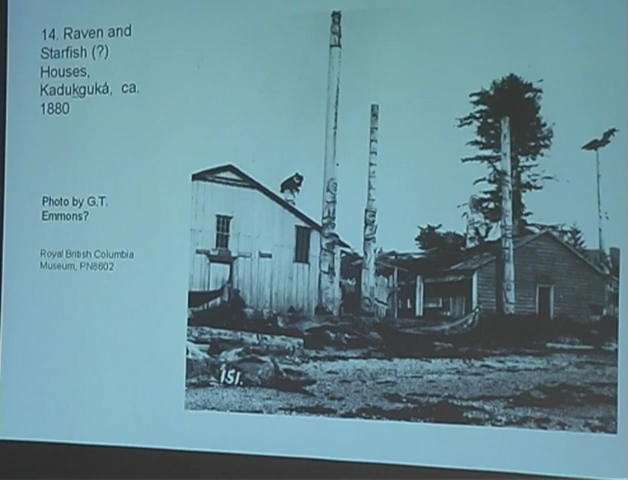 14. Raven and
Starfish (?)
Houses,
Kadukguká, ca.
1880
Photo by G.T.
Emmons?
Royal British Columbia
Museum, PN8602
151.